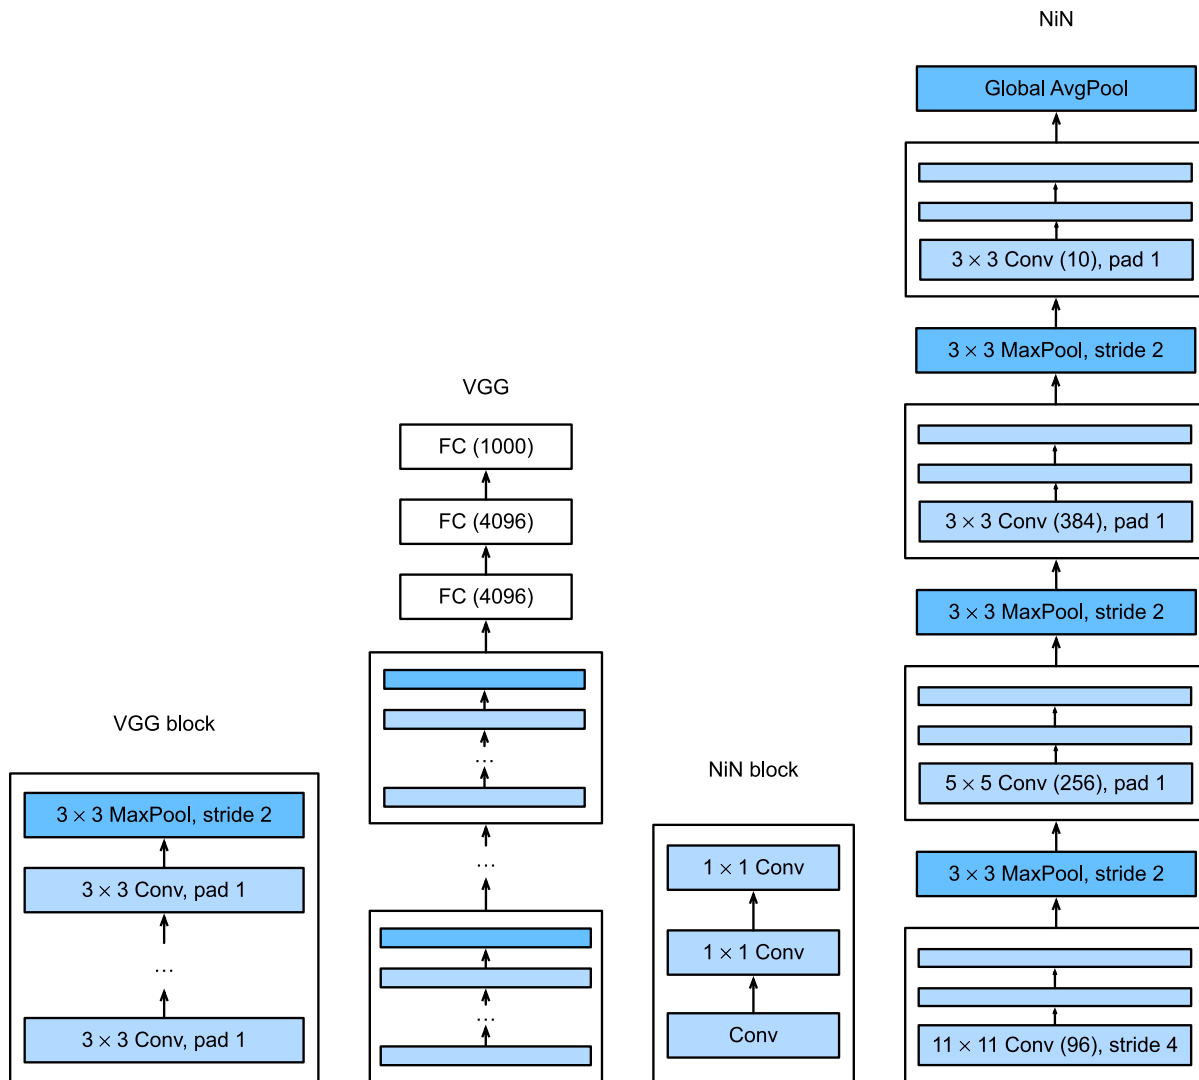 VGG block
3 × 3 MaxPool, stride 2
3 × 3 Conv, pad 1
...
3 × 3 Conv, pad 1
VGG
FC (1000)
FC (4096)
FC (4096)
...
...
...
NiN block
1 × 1 Conv
1 × 1 Conv
Conv
NiN
Global AvgPool
3 × 3 Conv (10), pad 1
3 × 3 MaxPool, stride 2
3 × 3 Conv (384), pad 1
3 × 3 MaxPool, stride 2
5 × 5 Conv (256), pad 1
3 × 3 MaxPool, stride 2
11 × 11 Conv (96), stride 4